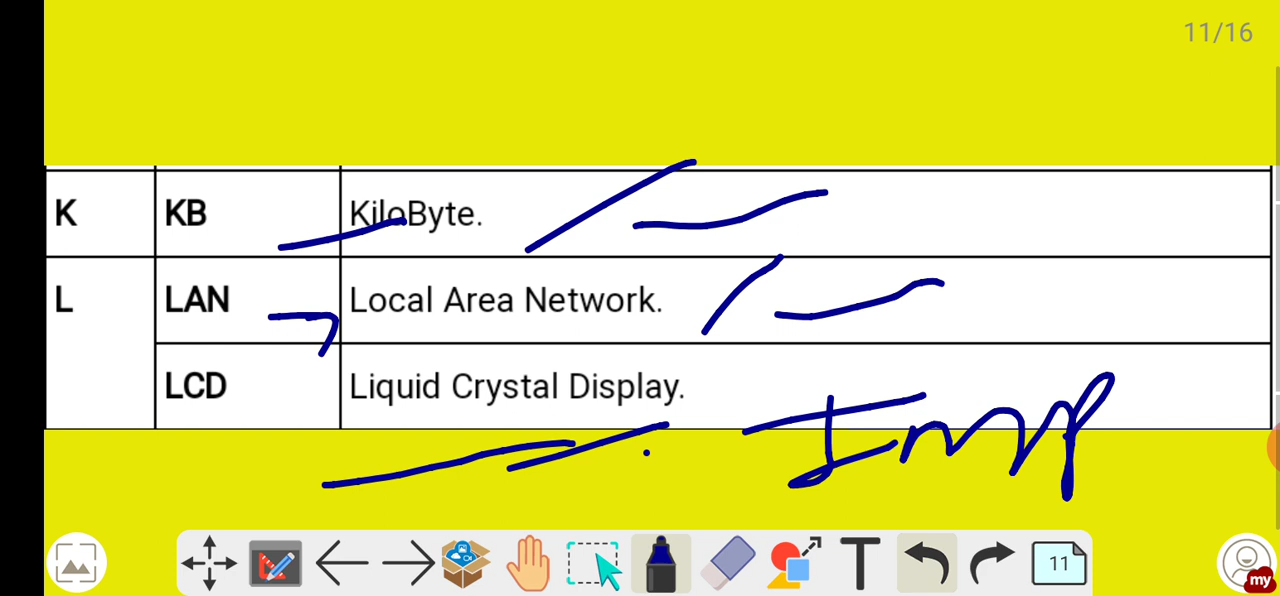 11/16
K KB KiloByte.
L LAN Local Area Network.
LCD Liquid Crystal Display.
Imp
T 11
my